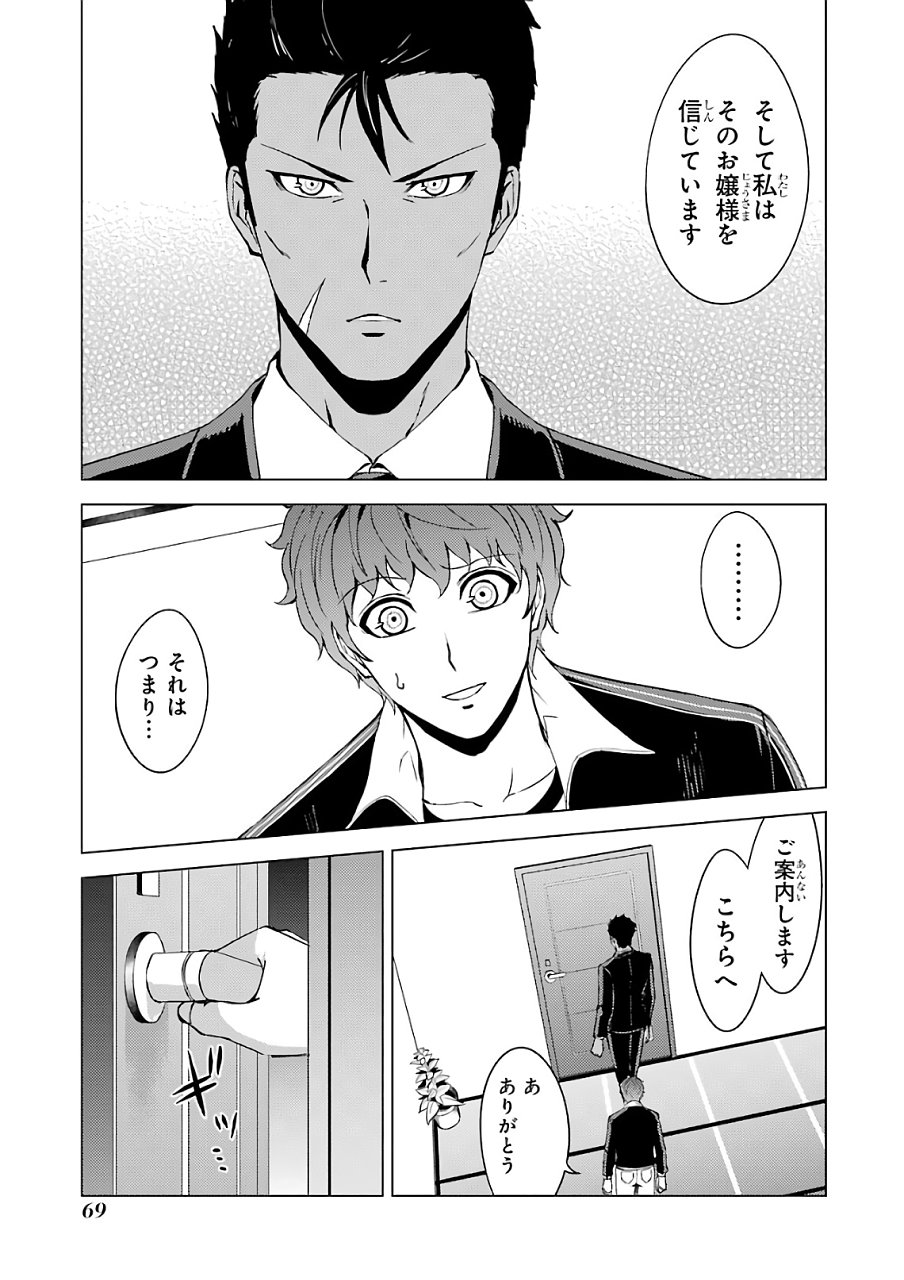 そして私は
そのお嬢様を
信じています
………
それは
つまり…
ご案内します
こちらへ
あ
ありがとう
ギッ
69